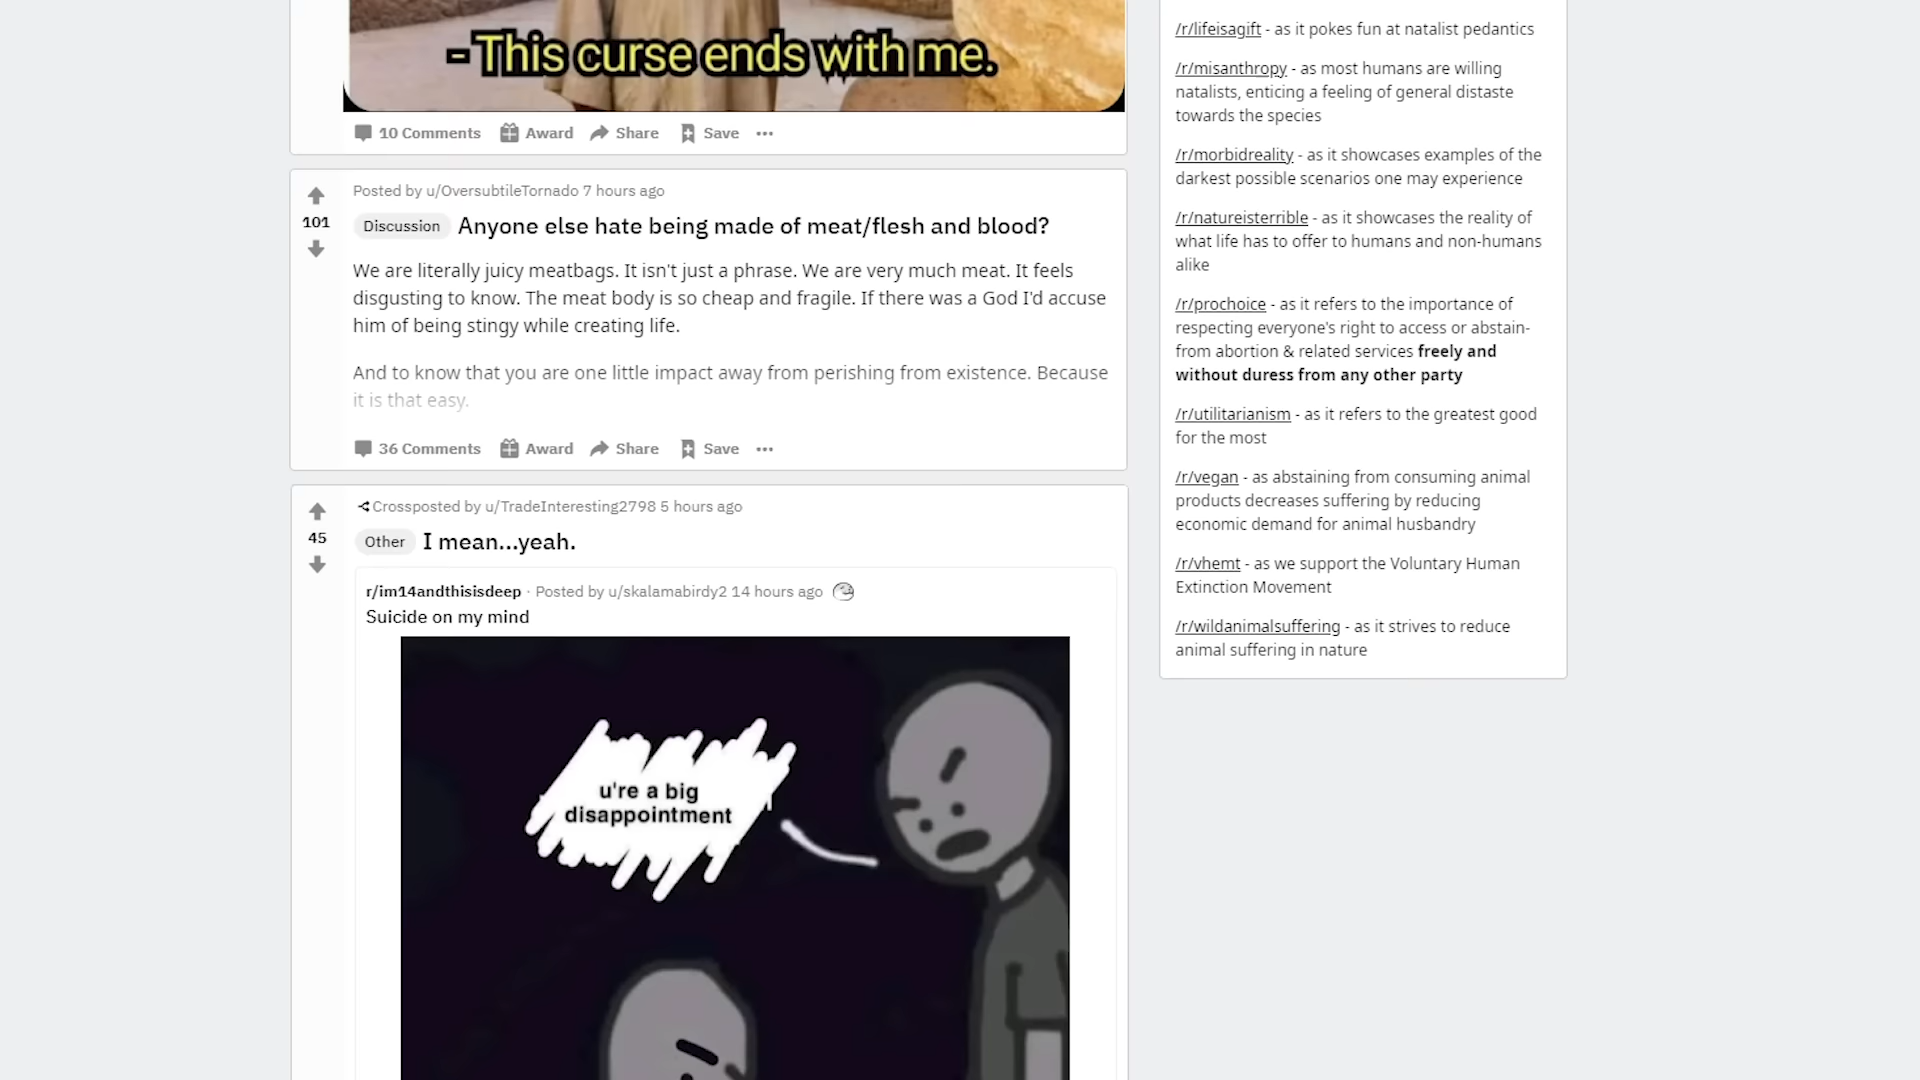 - This curse ends with me.
10 Comments Award Share Save
Posted by u/OversubtileTornado 7 hours ago
101
Discussion Anyone else hate being made of meat/flesh and blood?
We are literally juicy meatbags. It isn't just a phrase. We are very much meat. It feels
disgusting to know. The meat body is so cheap and fragile. If there was a God I'd accuse
him of being stingy while creating life.
And to know that you are one little impact away from perishing from existence. Because
it is that easy.
36 Comments Award Share Save
Crossposted by u/TradeInteresting2798 5 hours ago
45
Other I mean...yeah.
r/im14andthisisdeep · Posted by u/skalamabirdy2 14 hours ago
Suicide on my mind
u're a big
disappointment
/r/lifeisagift - as it pokes fun at natalist pedantics
/r/misanthropy - as most humans are willing
natalists, enticing a feeling of general distaste
towards the species
/r/morbidreality - as it showcases examples of the
darkest possible scenarios one may experience
/r/natureisterrible - as it showcases the reality of
what life has to offer to humans and non-humans
alike
/r/prochoice - as it refers to the importance of
respecting everyone's right to access or abstain-
from abortion & related services freely and
without duress from any other party
/r/utilitarianism - as it refers to the greatest good
for the most
/r/vegan - as abstaining from consuming animal
products decreases suffering by reducing
economic demand for animal husbandry
/r/vhemt - as we support the Voluntary Human
Extinction Movement
/r/wildanimalsuffering - as it strives to reduce
animal suffering in nature